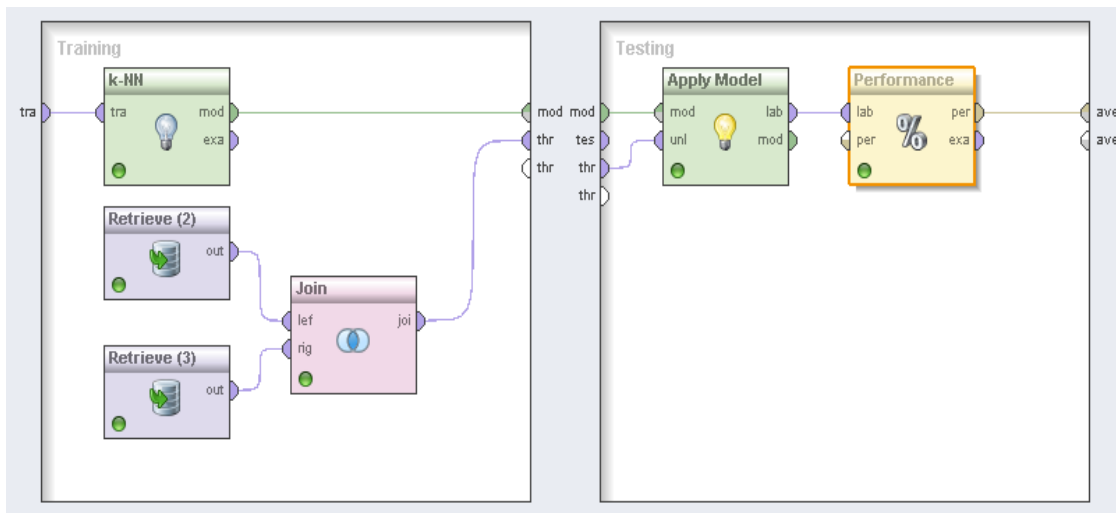 Training
k-NN
tra
tra
mod
exa
mod
thr
thr
Retrieve (2)
out
Join
lef
joi
rig
Retrieve (3)
out
Testing
mod
tes
thr
thr
Apply Model
mod
lab
unl
mod
Performance
%
lab
per
per
exa
ave
ave